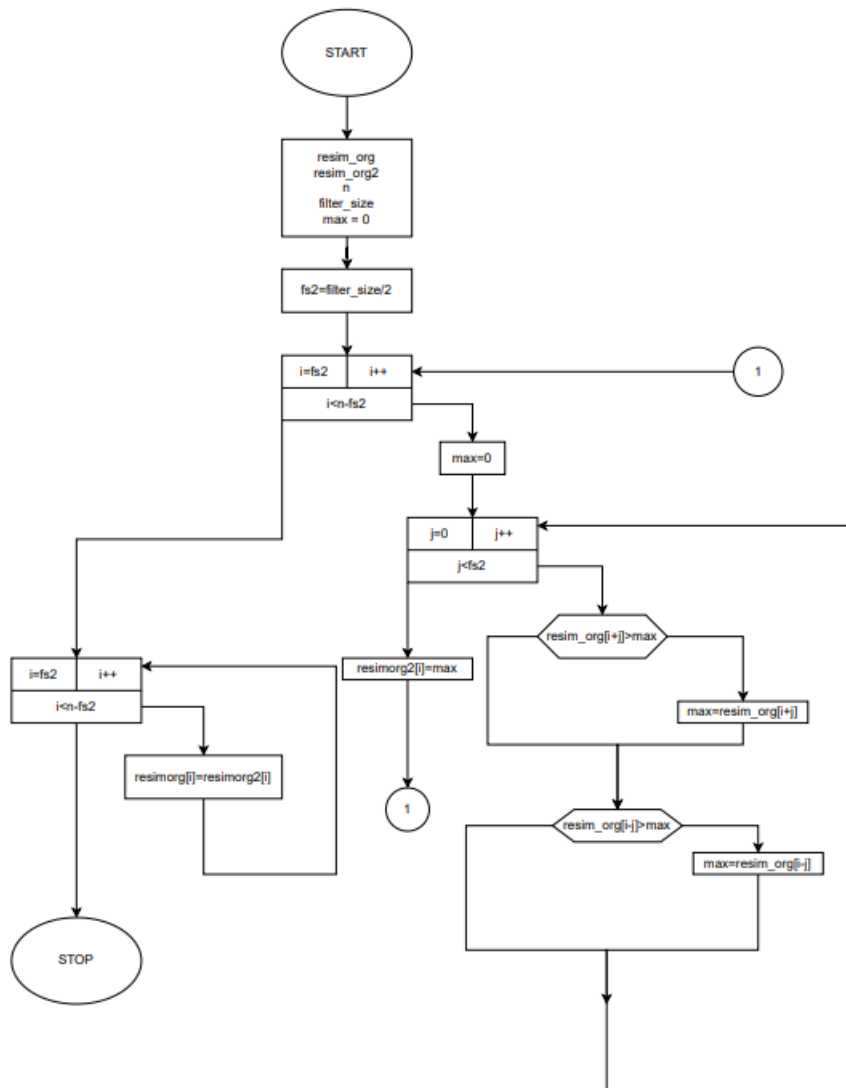 START
resim_org
resim_org2
n
filter_size
max = 0
fs2=filter_size/2
i=fs2
i++
i<n-fs2
1
max=0
j=0
j++
j<fs2
resim_org[i+j]>max
resimorg2[i]=max
max=resim_org[i+j]
i=fs2
i++
i<n-fs2
resimorg[i]=resimorg2[i]
1
resim_org[i-j]>max
max=resim_org[i-j]
STOP